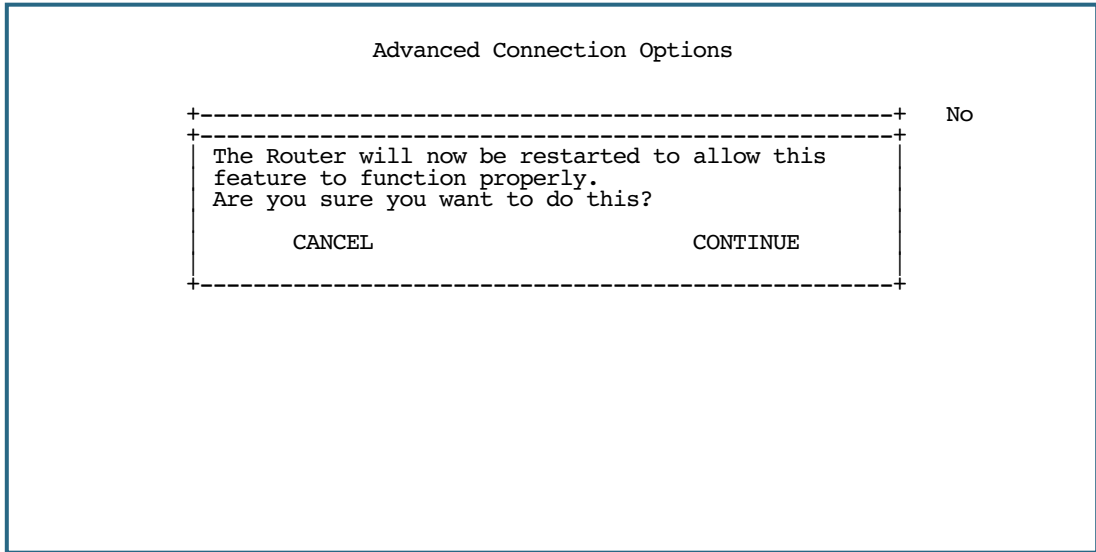 Advanced Connection Options
+----------------------------------------------------+ No
+----------------------------------------------------+
| The Router will now be restarted to allow this |
| feature to function properly. |
| Are you sure you want to do this? |
| CANCEL CONTINUE |
+----------------------------------------------------+